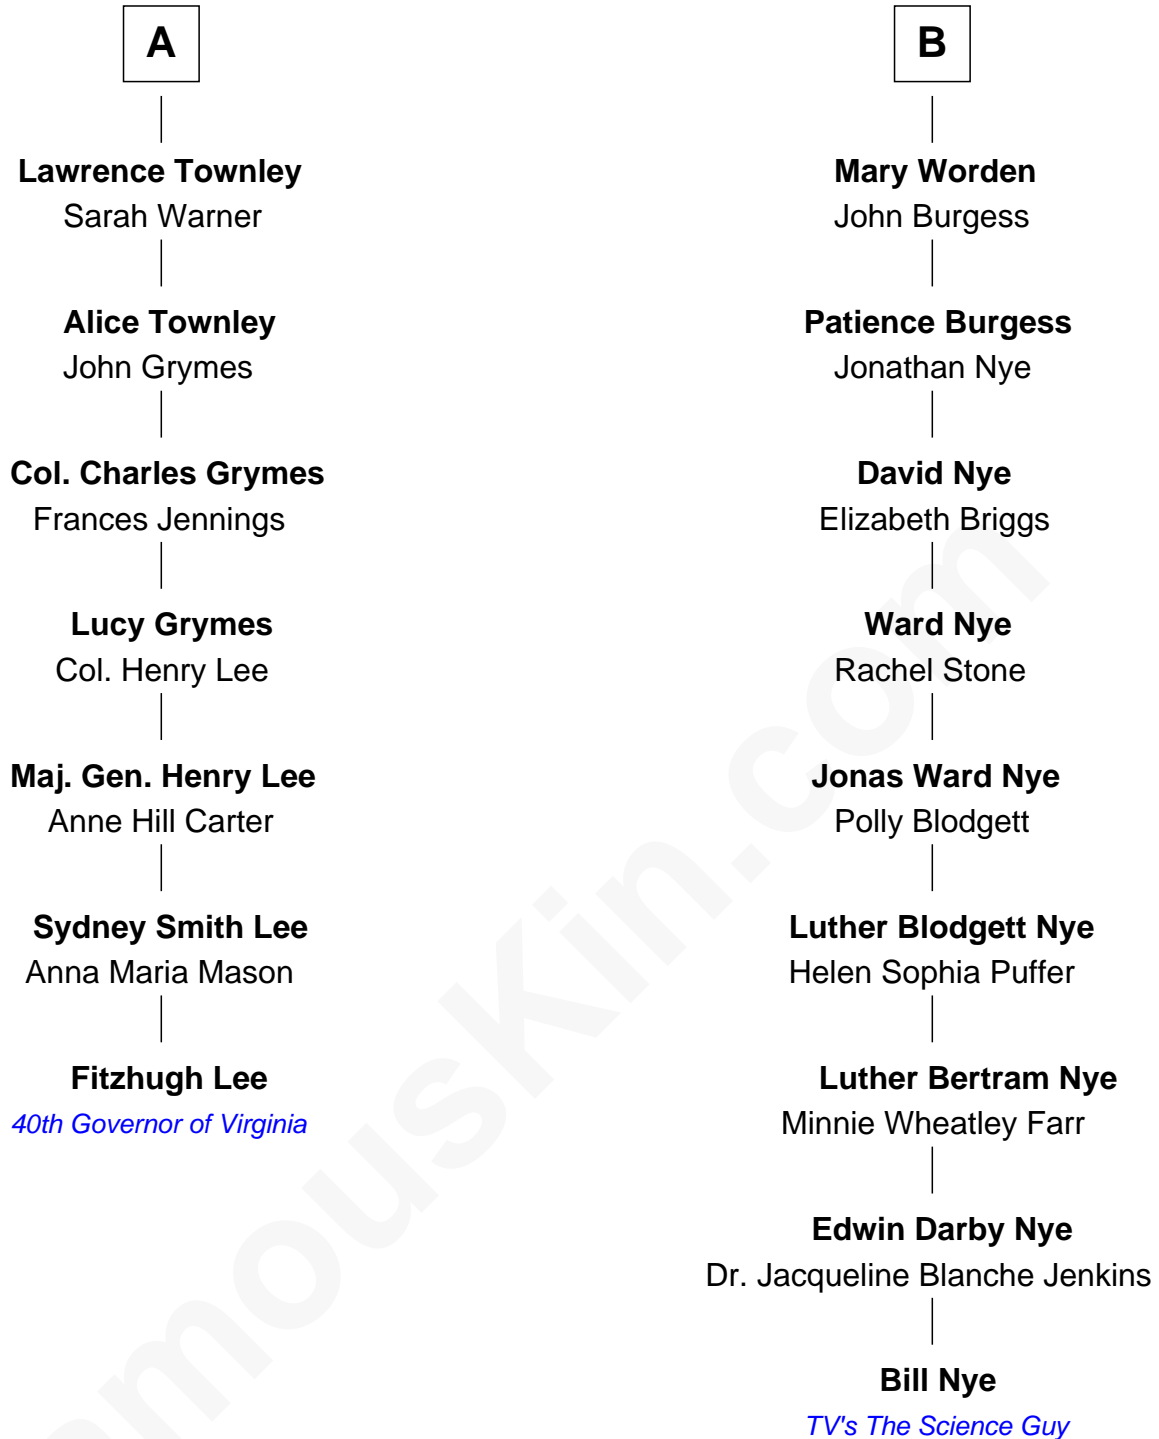 A
Lawrence Townley
Sarah Warner
Alice Townley
John Grymes
Col. Charles Grymes
Frances Jennings
Lucy Grymes
Col. Henry Lee
Maj. Gen. Henry Lee
Anne Hill Carter
Sydney Smith Lee
Anna Maria Mason
Fitzhugh Lee
40th Governor of Virginia
B
Mary Worden
John Burgess
Patience Burgess
Jonathan Nye
David Nye
Elizabeth Briggs
Ward Nye
Rachel Stone
Jonas Ward Nye
Polly Blodgett
Luther Blodgett Nye
Helen Sophia Puffer
Luther Bertram Nye
Minnie Wheatley Farr
Edwin Darby Nye
Dr. Jacqueline Blanche Jenkins
Bill Nye
TV's The Science Guy
amouskin.com